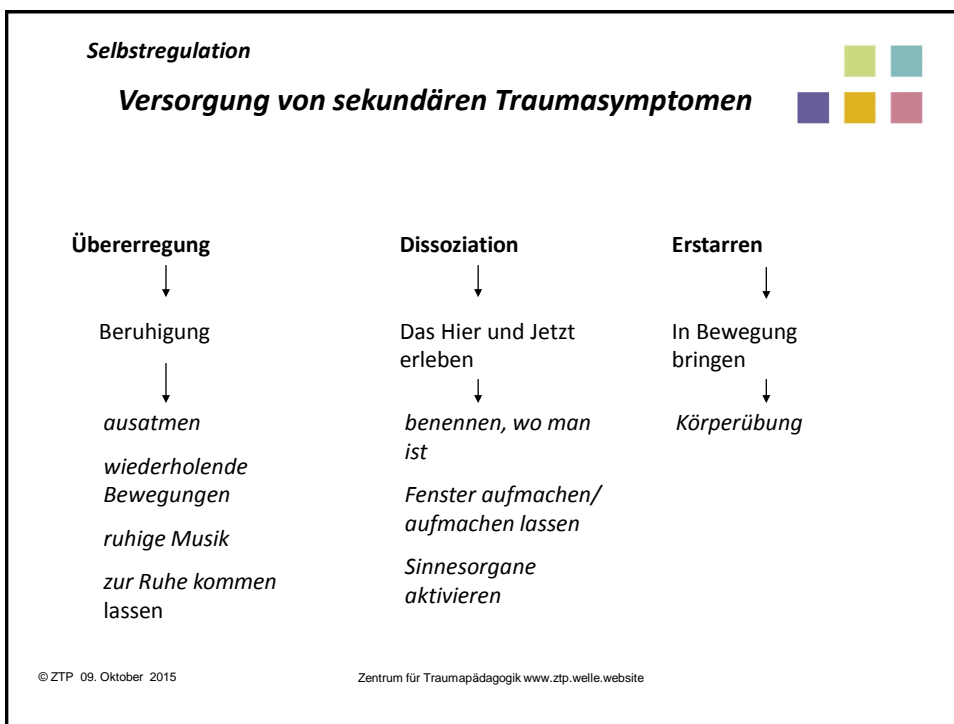 Selbstregulation
Versorgung von sekundären Traumasymptomen
Übererregung
Beruhigung
ausatmen
wiederholende
Bewegungen
ruhige Musik
zur Ruhe kommen
lassen
Dissoziation
Das Hier und Jetzt
erleben
benennen, wo man
ist
Fenster aufmachen/
aufmachen lassen
Sinnesorgane
aktivieren
Erstarren
In Bewegung
bringen
Körperübung
© ZTP 09. Oktober 2015
Zentrum für Traumapädagogik www.ztp.welle.website